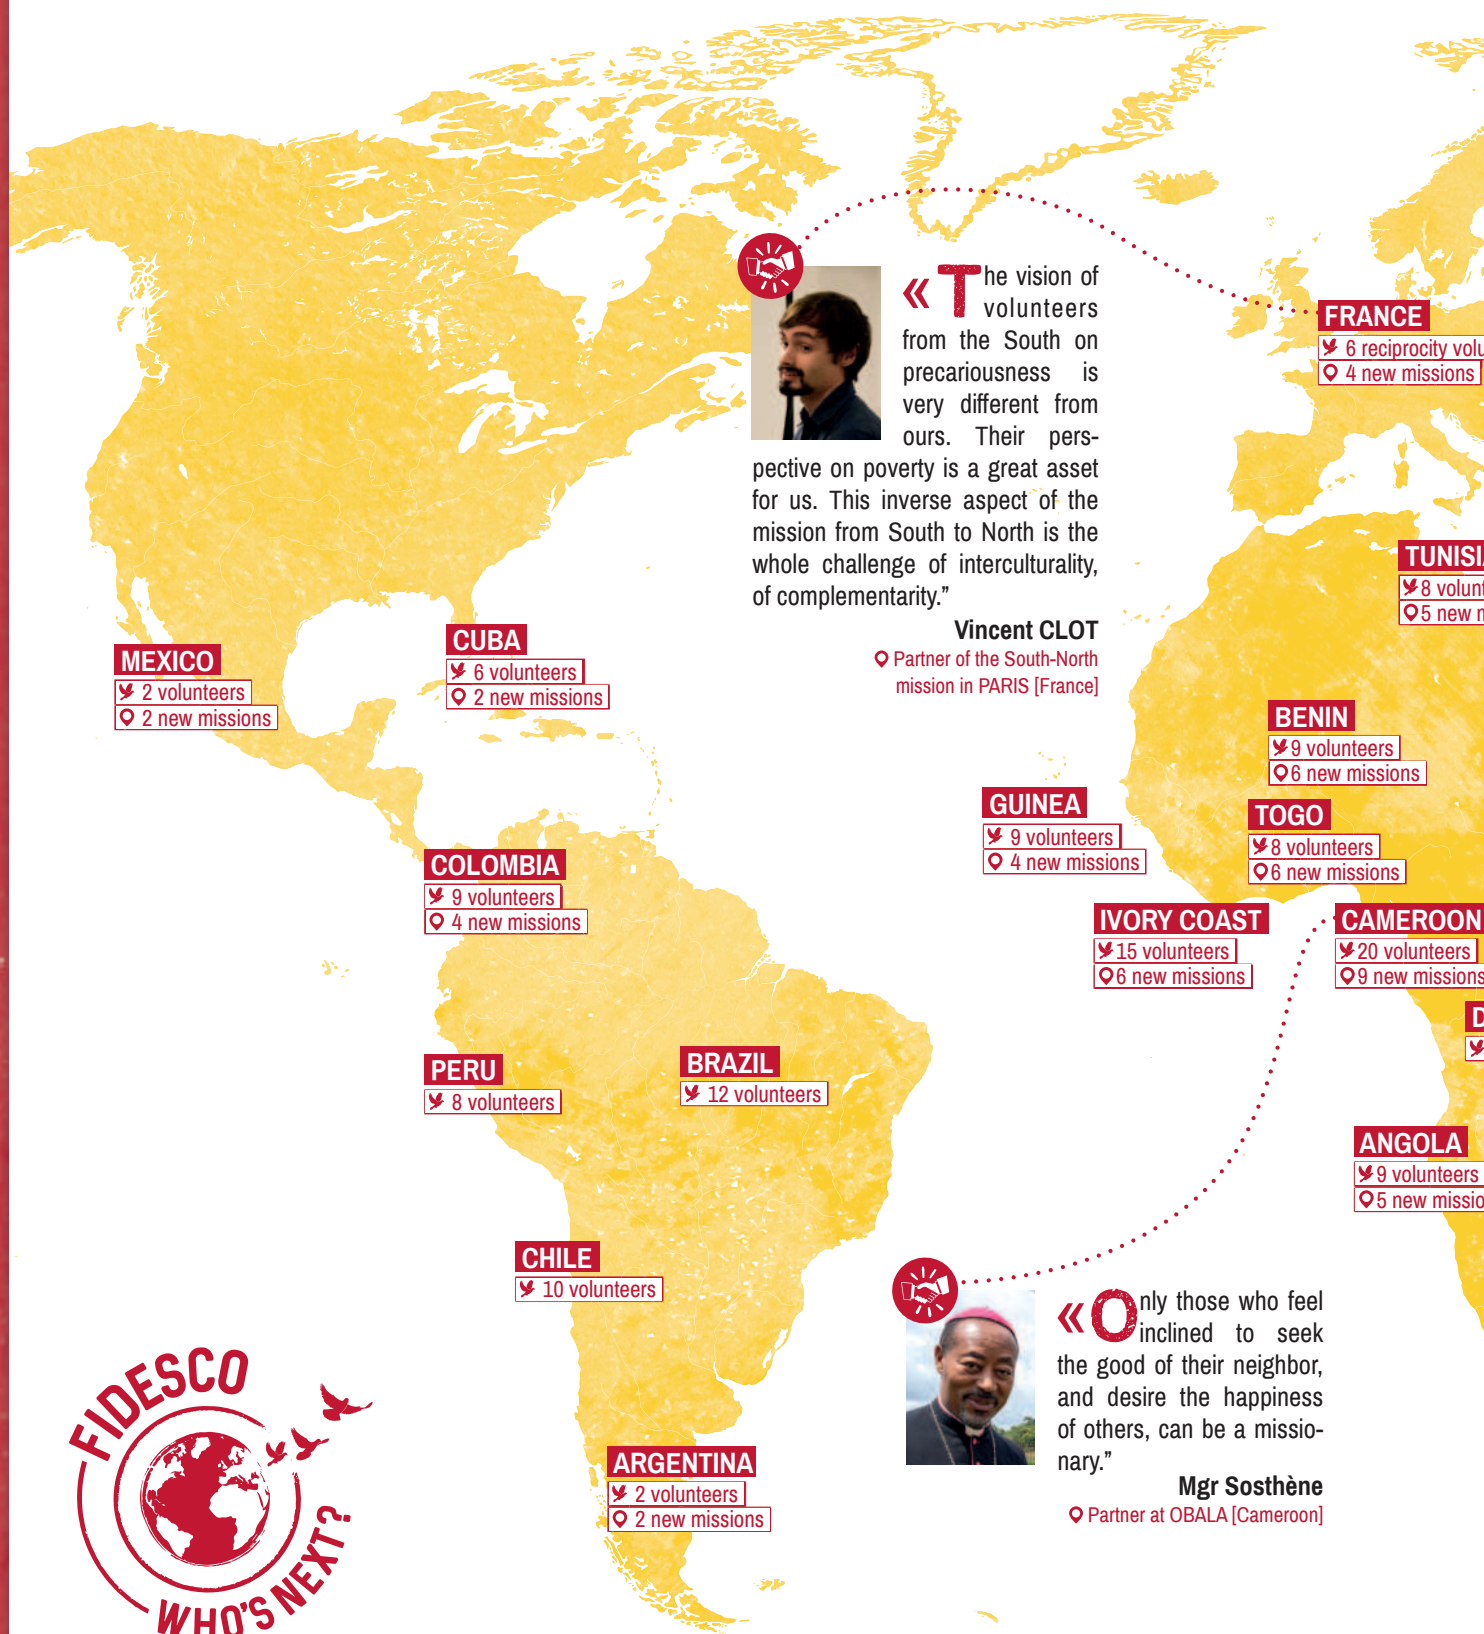 « The vision of
volunteers
from the South on
precariousness is
very different from
ours. Their pers-
pective on poverty is a great asset
for us. This inverse aspect of the
mission from South to North is the
whole challenge of interculturality,
of complementarity.”
Vincent CLOT
Partner of the South-North
mission in PARIS [France]
FRANCE
6 reciprocity volu
4 new missions
TUNISIA
8 volunt
5 new m
MEXICO
2 volunteers
2 new missions
CUBA
6 volunteers
2 new missions
BENIN
9 volunteers
6 new missions
GUINEA
9 volunteers
4 new missions
TOGO
8 volunteers
6 new missions
COLOMBIA
9 volunteers
4 new missions
IVORY COAST
15 volunteers
6 new missions
CAMEROON
20 volunteers
9 new missions
D
PERU
8 volunteers
BRAZIL
12 volunteers
ANGOLA
9 volunteers
5 new missio
CHILE
10 volunteers
« Only those who feel
inclined to seek
the good of their neighbor,
and desire the happiness
of others, can be a missio-
nary.”
Mgr Sosthène
Partner at OBALA [Cameroon]
ARGENTINA
2 volunteers
2 new missions
FIDESCO
WHO'S NEXT?